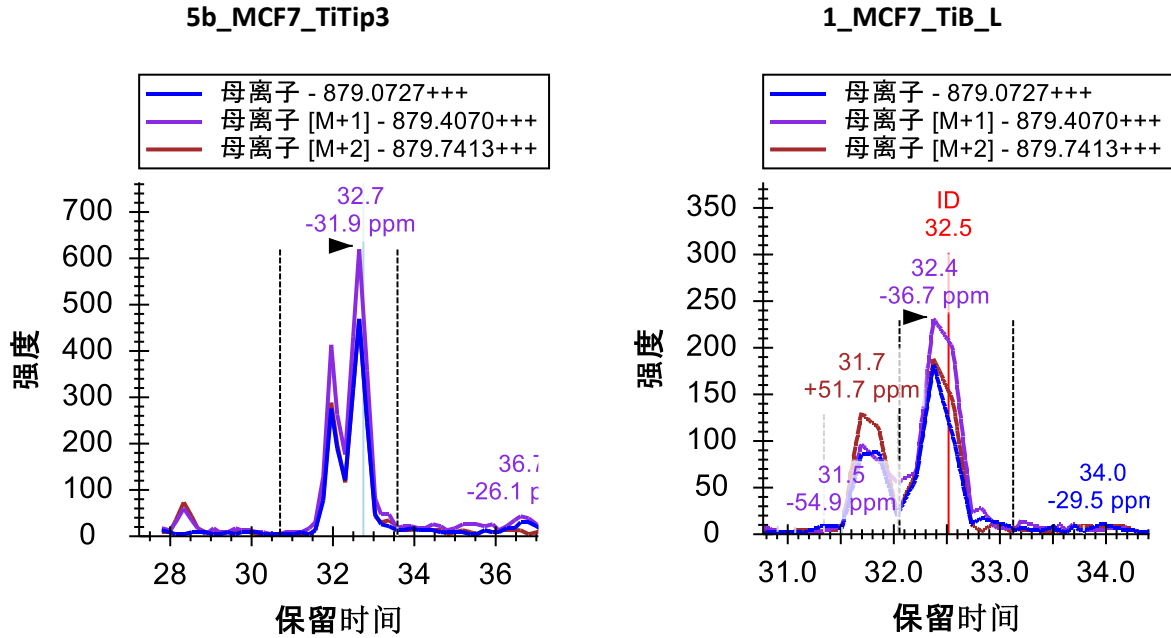 5b_MCF7_TiTip3
母离子 - 879.0727+++
母离子 [M+1] - 879.4070+++
母离子 [M+2] - 879.7413+++
700
600
500
400
300
200
100
0
强度
32.7
-31.9 ppm
36.7
-26.1 p
28
30
32
34
36
保留时间
1_MCF7_TiB_L
母离子 - 879.0727+++
母离子 [M+1] - 879.4070+++
母离子 [M+2] - 879.7413+++
350
300
250
200
150
100
50
0
强度
ID
32.5
32.4
-36.7 ppm
31.7
+51.7 ppm
31.5
-54.9 ppm
34.0
-29.5 ppm
31.0
32.0
33.0
34.0
保留时间